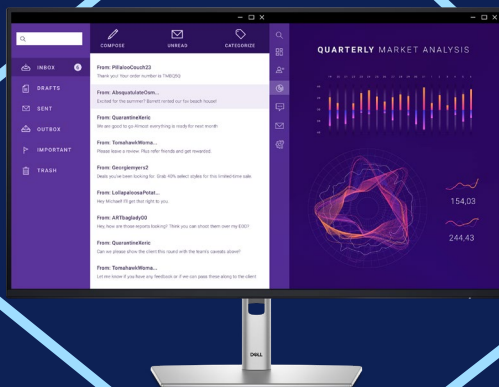 COMPOSE
UNREAD
CATEGORIZE
INBOX
DRAFTS
SENT
OUTBOX
IMPORTANT
TRASH
From: PillalooCouch23
Thank you! Your order number is
From: AbsquatulateOsm...
Excited for the summer? Burrett rented our fav beach house!
From: QuarantineXeric
We are good to go Almost everything is ready for next month
From: TomahawkWoma...
Please leave a review. Plus refer friends and get rewarded.
From: Georgiemyers2
Deals you've been looking for. Grab 40% select styles for this limited time sale
From: LollapaloosaPotat...
Hey Michael! I'll get that right to you.
From: ARTbaglady00
Hey, how are those reports looking? Think you can shoot them over my EOD?
From: QuarantineXeric
Can we please show the client this round with the team's caveats above?
From: TomahawkWoma...
Let me know if you have any feedback or if we can pass these along to the client
QUARTERLY MARKET ANALYSIS
154,03
244,43
DELL